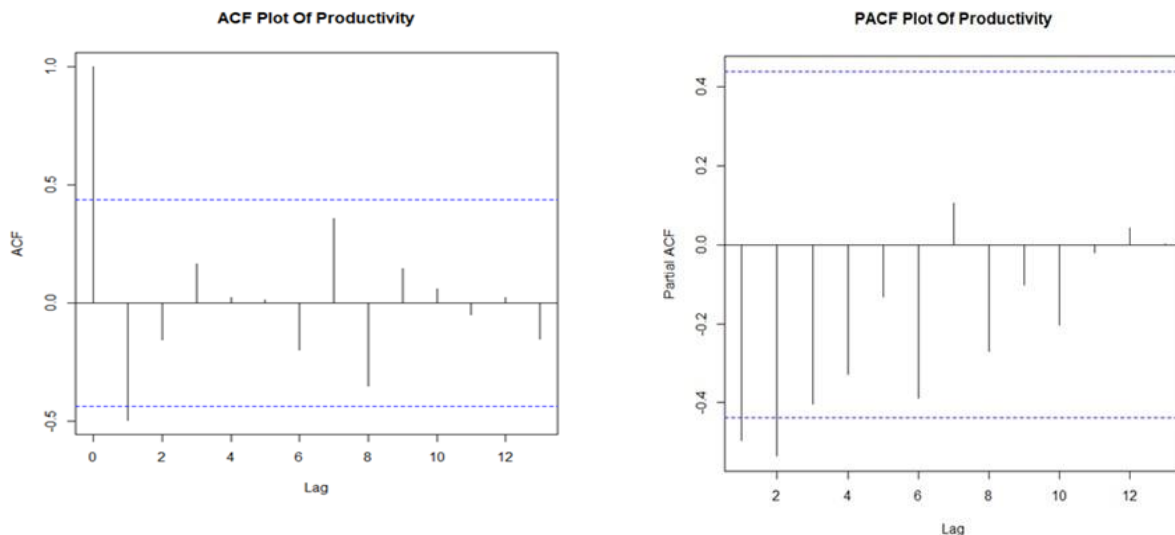 ACF Plot Of Productivity
1.0
0.5
0.0
-0.5
ACF
0 2 4 6 8 10 12
Lag
PACF Plot Of Productivity
0.4
0.2
0.0
-0.2
-0.4
Partial ACF
2 4 6 8 10 12
Lag